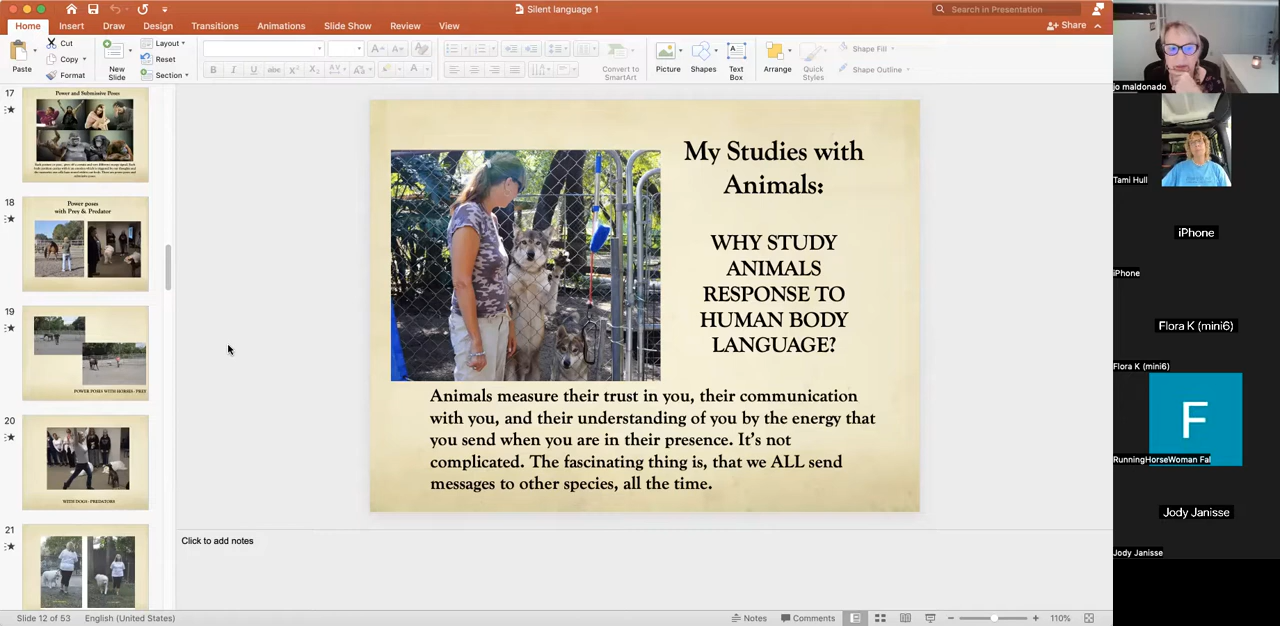 Silent language 1
Search in Presentation
Home
Insert
Draw
Design
Transitions
Animations
Slide Show
Review
View
Share
Paste
Cut
Copy
Format
New
Slide
Layout
Reset
Section
B I U abc X² X₂ AV Aa A
Convert to
SmartArt
Picture
Shapes
Text
Box
Arrange
Quick
Styles
Shape Fill
Shape Outline
17
Power and Submissive Poses
18
Power poses
with Prey & Predator
19
POWER POSES WITH HORSES- PREY
20
WITH DOGS- PREDATORS
21
My Studies with
Animals:
WHY STUDY
ANIMALS
RESPONSE TO
HUMAN BODY
LANGUAGE?
Animals measure their trust in you, their communication
with you, and their understanding of you by the energy that
you send when you are in their presence. It's not
complicated. The fascinating thing is, that we ALL send
messages to other species, all the time.
Click to add notes
Slide 12 of 53
English (United States)
Notes
Comments
110%
jo maldonado
Tami Hull
iPhone
iPhone
Flora K (mini6)
Flora K (mini6)
F
RunningHorseWoman Fal
Jody Janisse
Jody Janisse